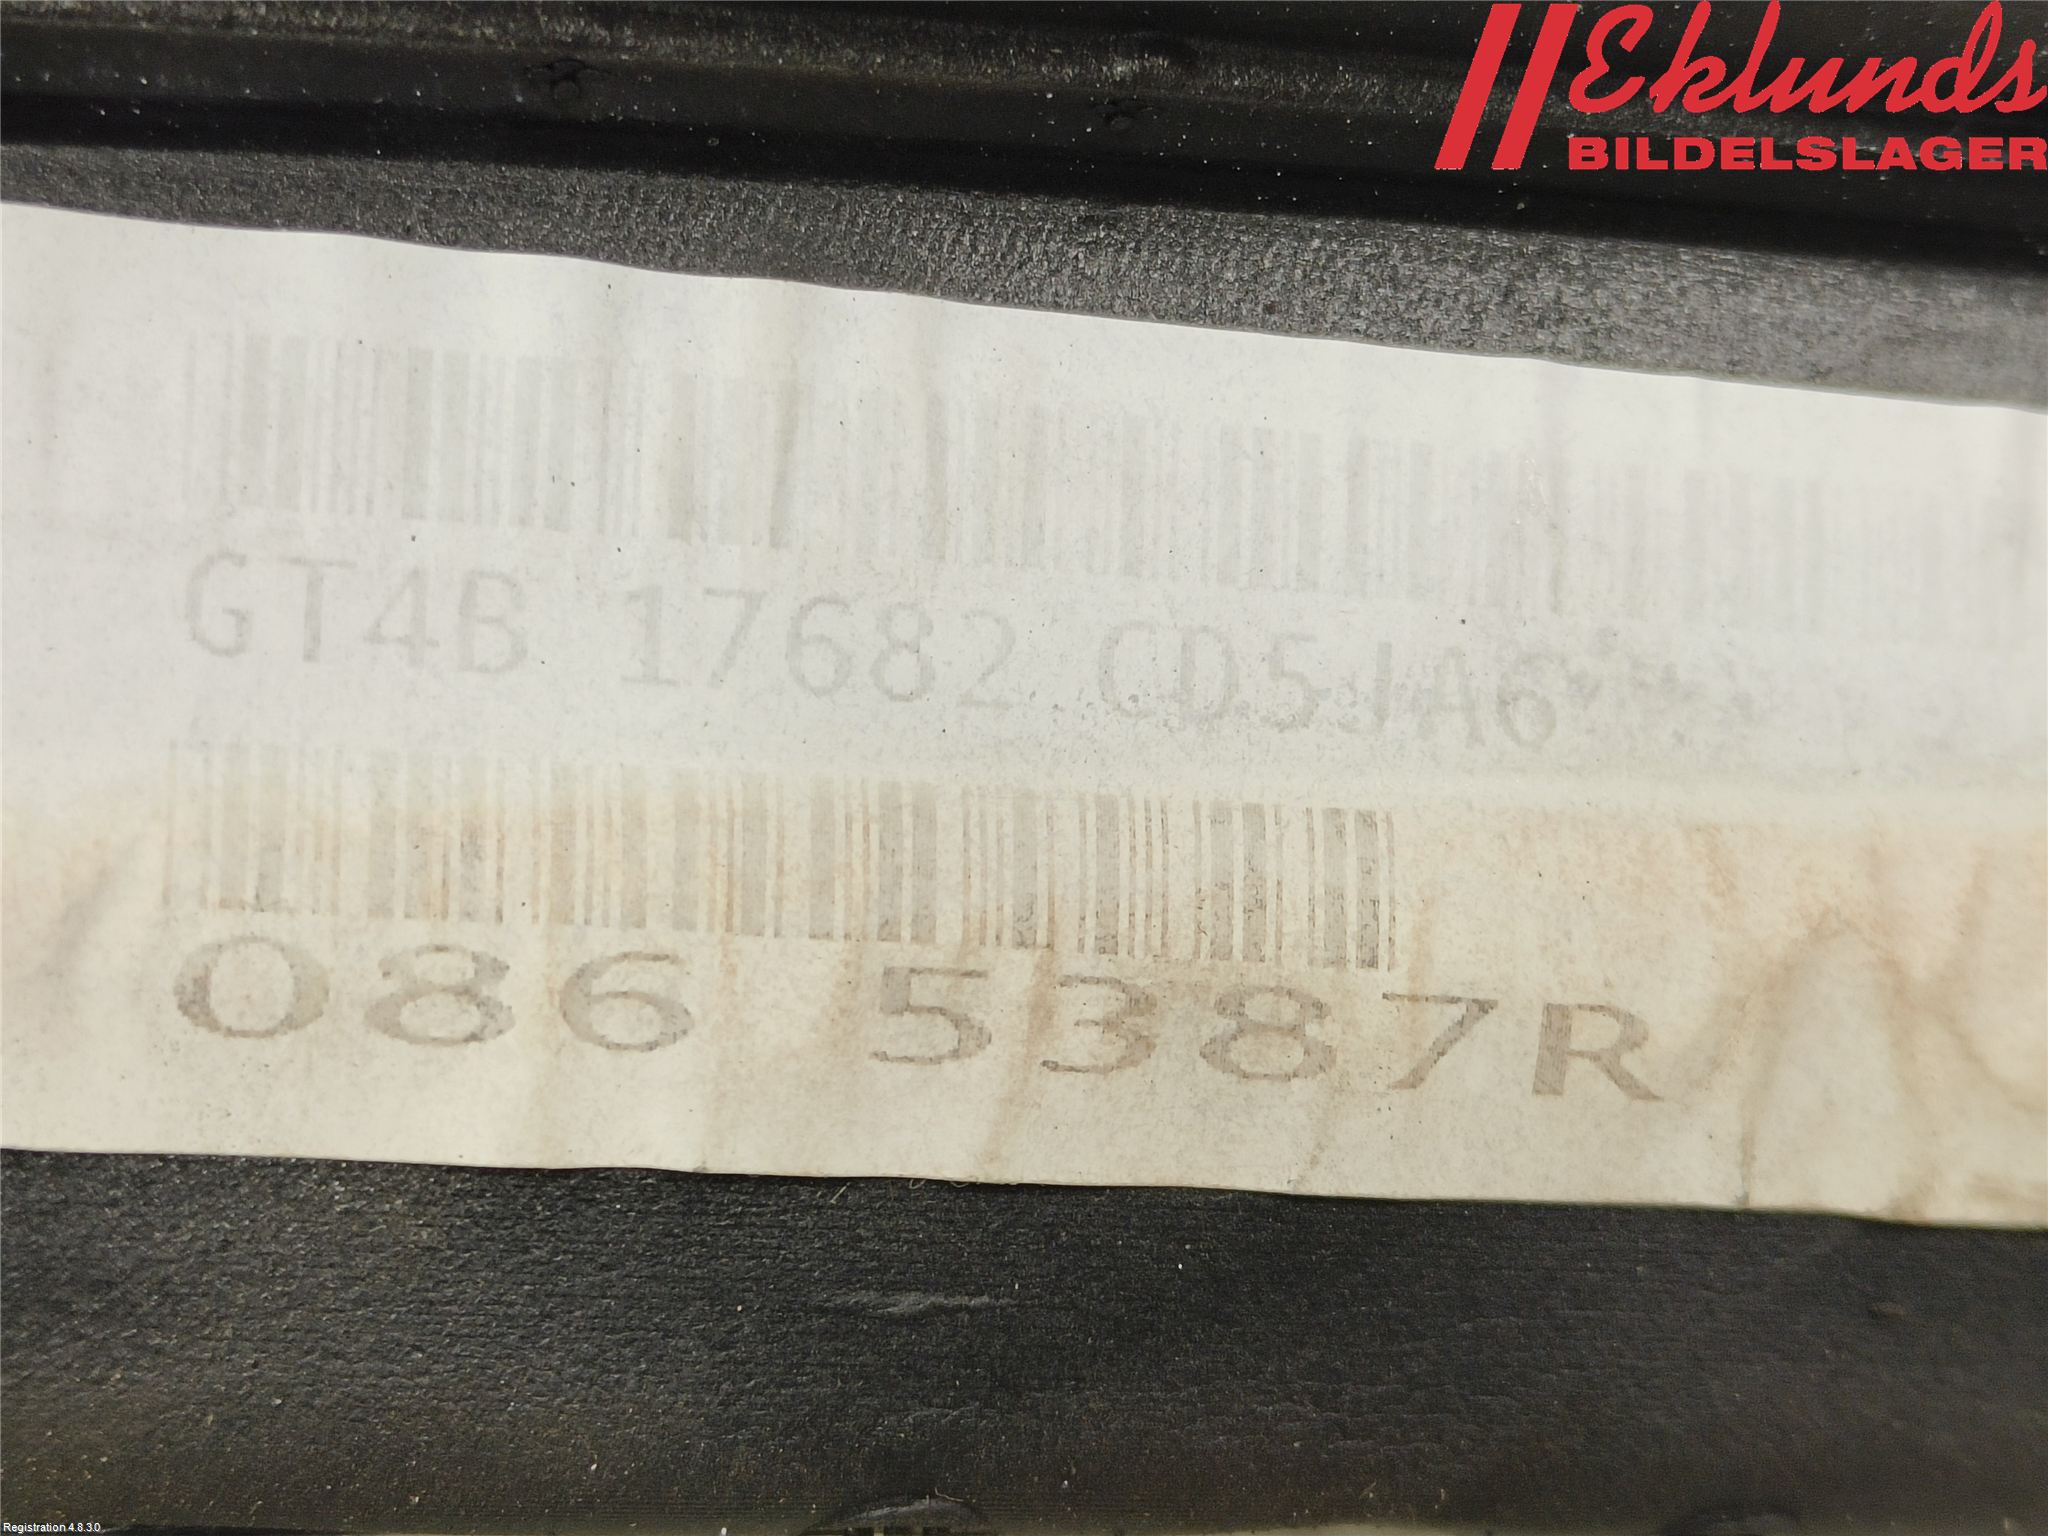 Eklunds
BILDELSLAGER
GT4B 17682 CD5JA6
086 5387R
Registration 4.8.3.0